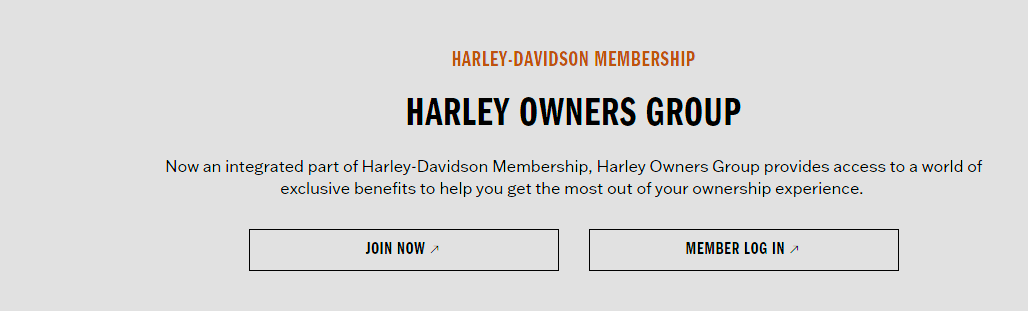 HARLEY-DAVIDSON MEMBERSHIP
HARLEY OWNERS GROUP
Now an integrated part of Harley-Davidson Membership, Harley Owners Group provides access to a world of
exclusive benefits to help you get the most out of your ownership experience.
JOIN NOW ↗
MEMBER LOG IN ↗